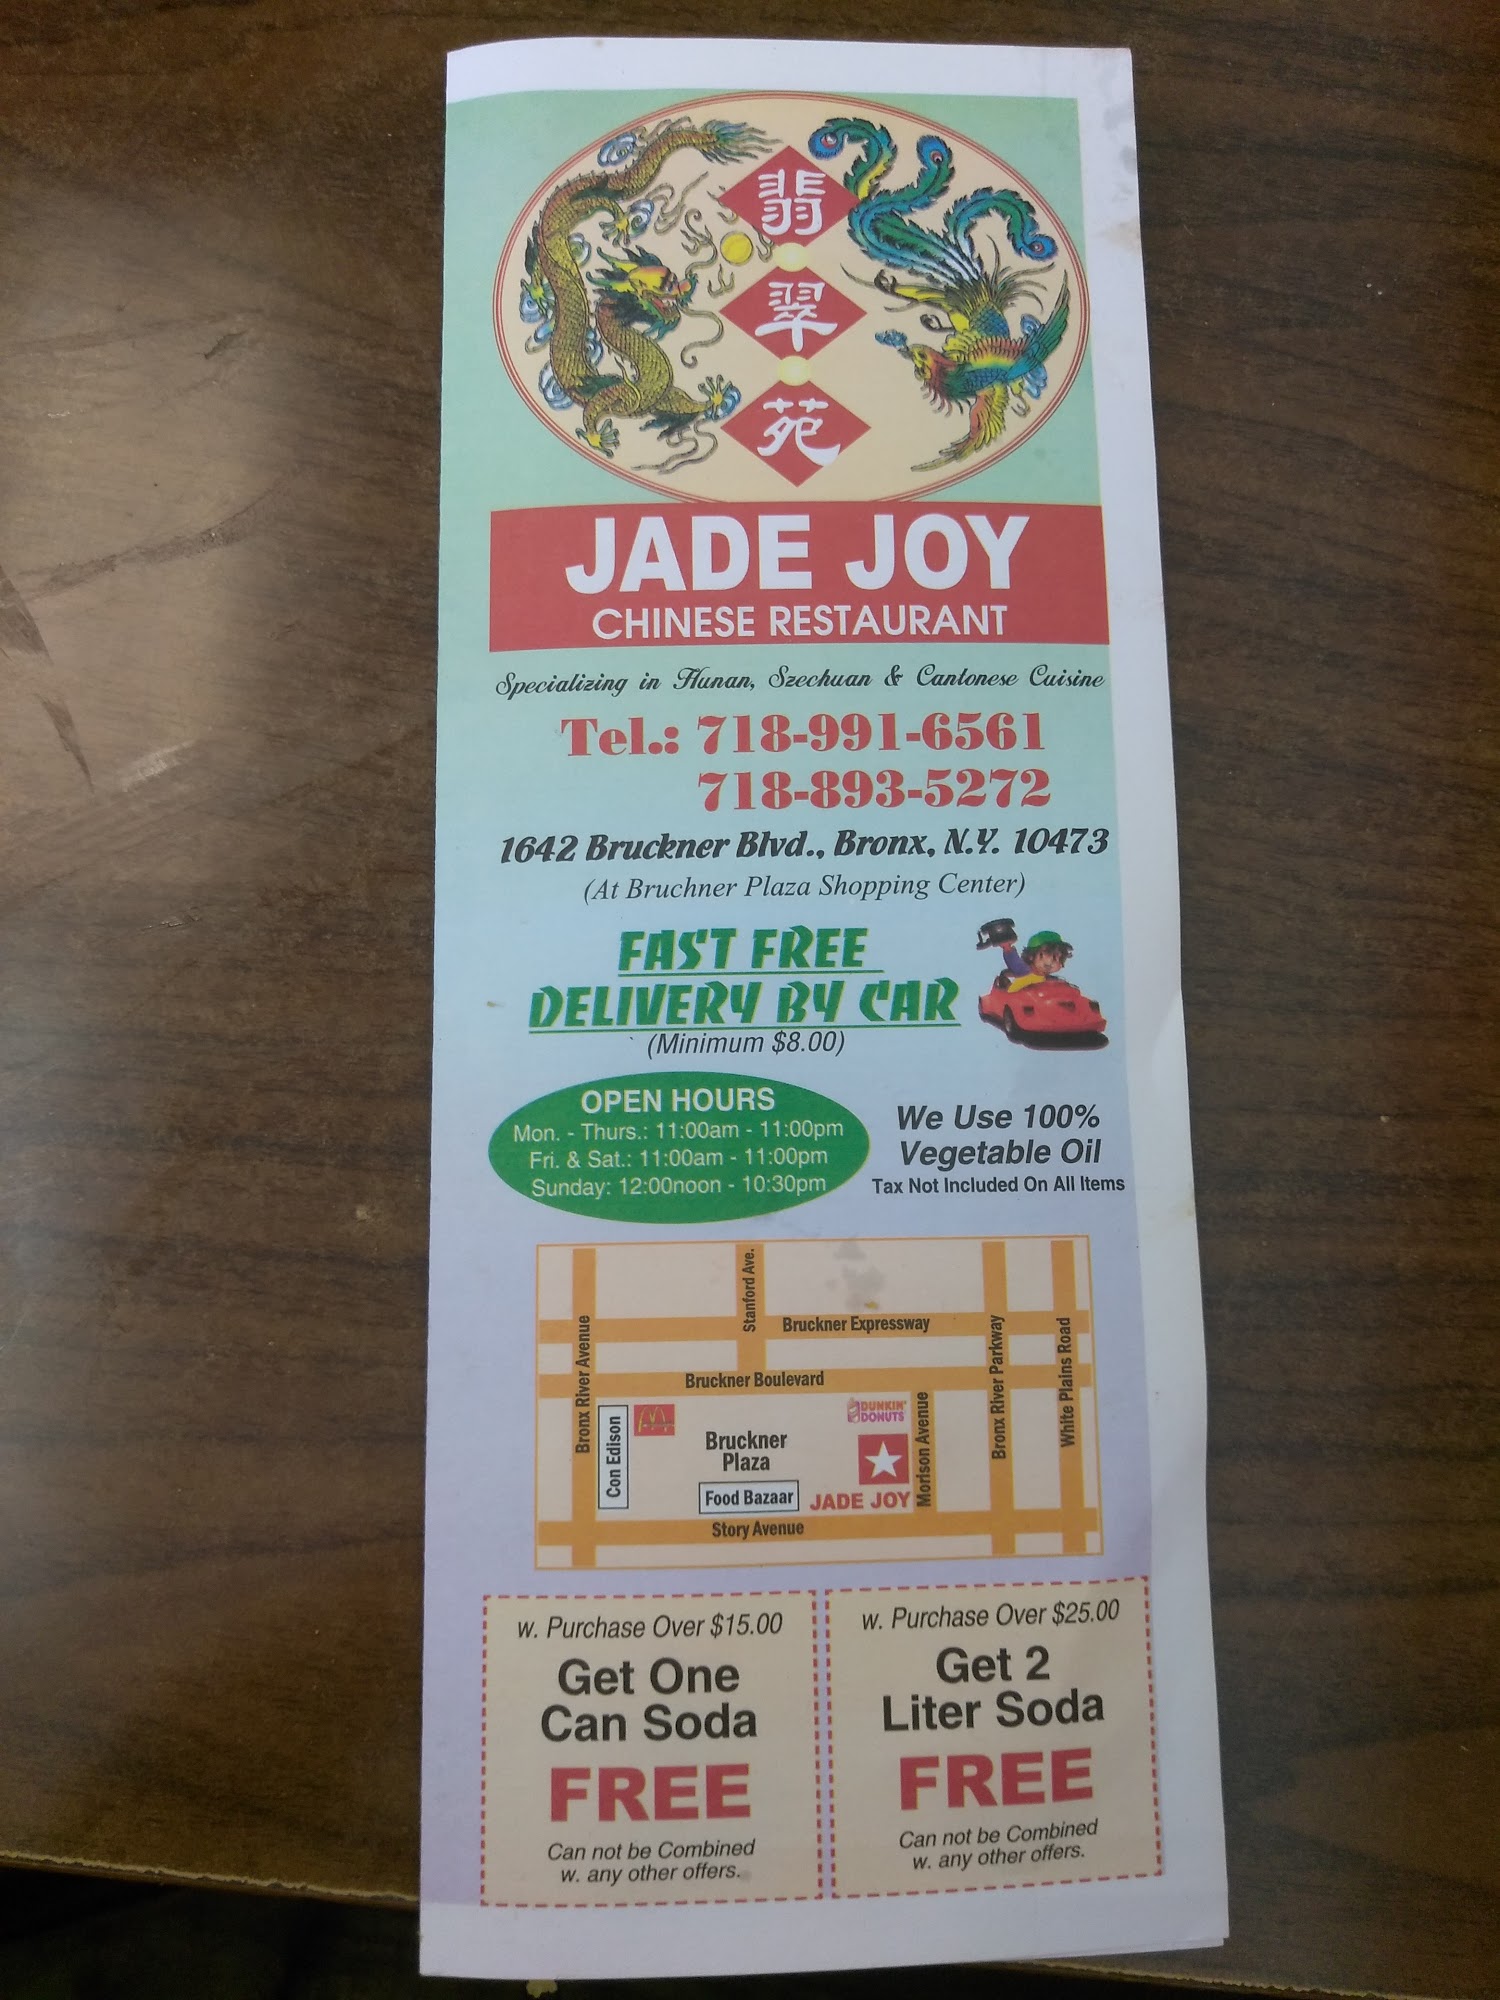 翡
翠
苑
JADE JOY
CHINESE RESTAURANT
Specializing in Hunan, Szechuan & Cantonese Cuisine
Tel.: 718-991-6561
718-893-5272
1642 Bruckner Blvd., Bronx, N.Y. 10473
(At Bruchner Plaza Shopping Center)
FAST FREE
DELIVERY BY CAR
(Minimum $8.00)
OPEN HOURS
Mon. - Thurs.: 11:00am - 11:00pm
Fri. & Sat.: 11:00am - 11:00pm
Sunday: 12:00noon - 10:30pm
We Use 100%
Vegetable Oil
Tax Not Included On All Items
Bronx River Avenue
Stanford Ave.
Bruckner Expressway
Bruckner Boulevard
Bronx River Parkway
White Plains Road
Con Edison
Bruckner
Plaza
Food Bazaar
DUNKIN'
DONUTS
JADE JOY
Morison Avenue
Story Avenue
w. Purchase Over $15.00
Get One
Can Soda
FREE
Can not be Combined
w. any other offers.
w. Purchase Over $25.00
Get 2
Liter Soda
FREE
Can not be Combined
w. any other offers.